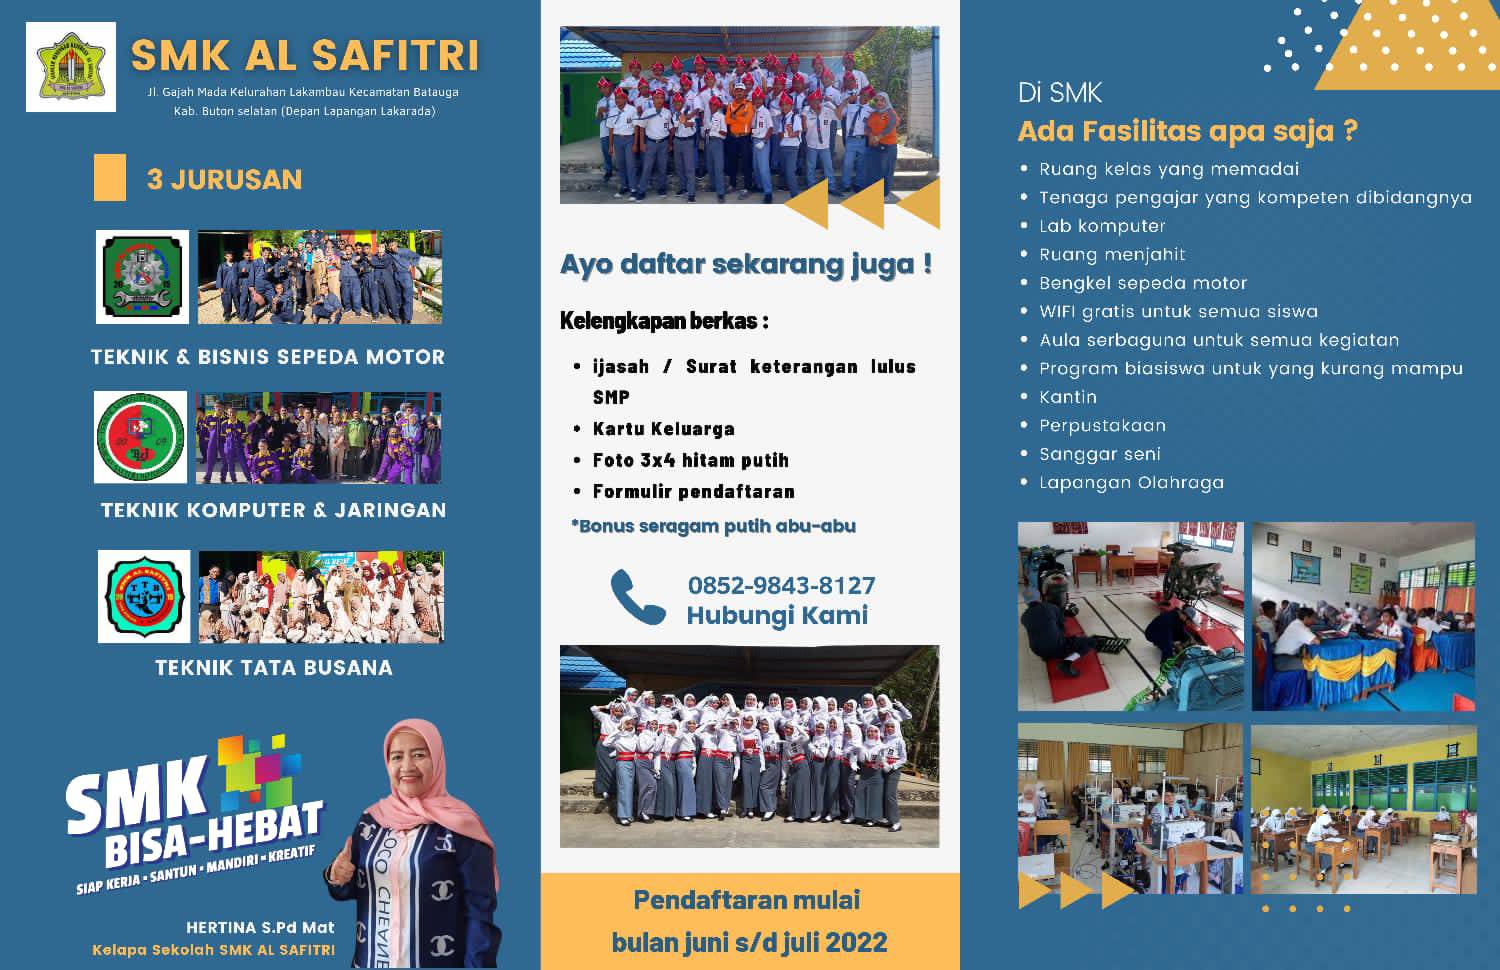 SMK AL SAFITRI
Jl. Gajah Mada Kelurahan Lakambau Kecamatan Batauga
Kab. Buton selatan (Depan Lapangan Lakarada)
3 JURUSAN
TEKNIK & BISNIS SEPEDA MOTOR
TEKNIK KOMPUTER & JARINGAN
SMK AL SAFITRI
TEKNIK TATA BUSANA
SMK
BISA-HEBAT
SIAP KERJA • SANTUN • MANDIRI • KREATIF
HERTINA S.Pd Mat
Kelapa Sekolah SMK AL SAFITRI
Ayo daftar sekarang juga !
Kelengkapan berkas :
• ijasah / Surat keterangan lulus
SMP
• Kartu Keluarga
• Foto 3x4 hitam putih
• Formulir pendaftaran
*Bonus seragam putih abu-abu
0852-9843-8127
Hubungi Kami
Pendaftaran mulai
bulan juni s/d juli 2022
Di SMK
Ada Fasilitas apa saja ?
• Ruang kelas yang memadai
• Tenaga pengajar yang kompeten dibidangnya
• Lab komputer
• Ruang menjahit
• Bengkel sepeda motor
• WIFI gratis untuk semua siswa
• Aula serbaguna untuk semua kegiatan
• Program biasiswa untuk yang kurang mampu
• Kantin
• Perpustakaan
• Sanggar seni
• Lapangan Olahraga